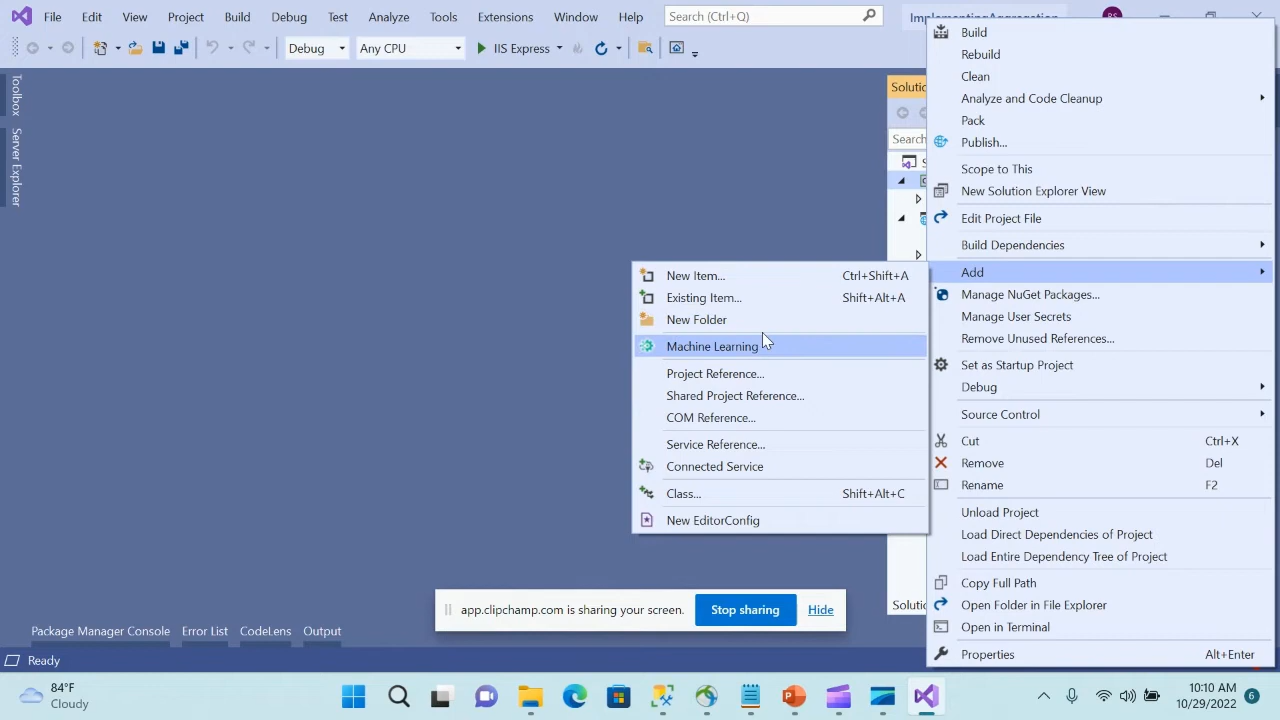 File Edit View Project Build Debug Test Analyze Tools Extensions Window Help Search (Ctrl+Q) ImplementingAggregation BS
Debug Any CPU IIS Express
Toolbox
Server Explorer
Solutio
Search
S
Build
Rebuild
Clean
Analyze and Code Cleanup
Pack
Publish...
Scope to This
New Solution Explorer View
Edit Project File
Build Dependencies
Add
Manage NuGet Packages...
Manage User Secrets
Remove Unused References...
Set as Startup Project
Debug
Source Control
Cut Ctrl+X
Remove Del
Rename F2
Unload Project
Load Direct Dependencies of Project
Load Entire Dependency Tree of Project
Copy Full Path
Open Folder in File Explorer
Open in Terminal
Properties Alt+Enter
New Item... Ctrl+Shift+A
Existing Item... Shift+Alt+A
New Folder
Machine Learning
Project Reference...
Shared Project Reference...
COM Reference...
Service Reference...
Connected Service
Class... Shift+Alt+C
New EditorConfig
app.clipchamp.com is sharing your screen. Stop sharing Hide
Solutio
Package Manager Console Error List CodeLens Output
Ready
84°F
Cloudy
10:10 AM
10/29/2022
6